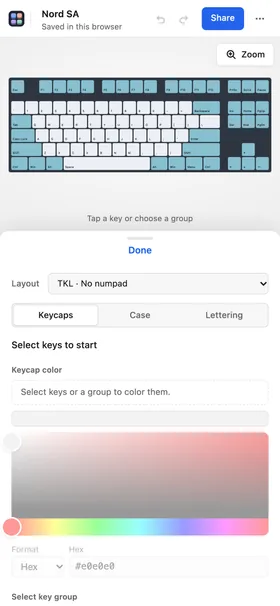 Nord SA
Saved in this browser
Share
Zoom
Tap a key or choose a group
Done
Layout
TKL · No numpad
Keycaps
Case
Lettering
Select keys to start
Keycap color
Select keys or a group to color them.
Format
Hex
Hex
#e0e0e0
Select key group